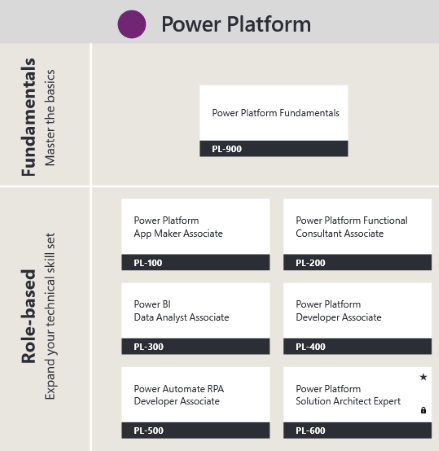 Power Platform
Fundamentals
Master the basics
Power Platform Fundamentals
PL-900
Role-based
Expand your technical skill set
Power Platform
App Maker Associate
PL-100
Power Platform Functional
Consultant Associate
PL-200
Power BI
Data Analyst Associate
PL-300
Power Platform
Developer Associate
PL-400
Power Automate RPA
Developer Associate
PL-500
Power Platform
Solution Architect Expert
PL-600